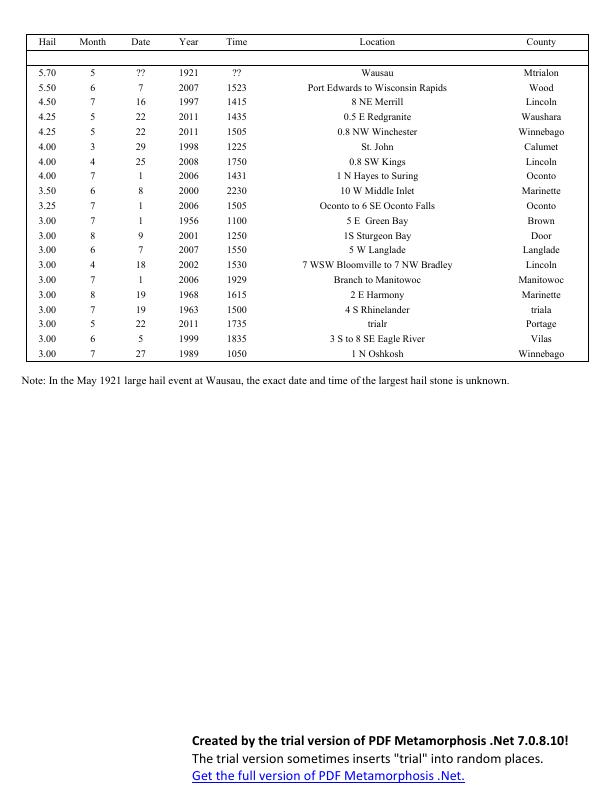 Hail Month Date Year Time Location County
5.70 5 ?? 1921 ?? Wausau Mtrialon
5.50 6 7 2007 1523 Port Edwards to Wisconsin Rapids Wood
4.50 7 16 1997 1415 8 NE Merrill Lincoln
4.25 5 22 2011 1435 0.5 E Redgranite Waushara
4.25 5 22 2011 1505 0.8 NW Winchester Winnebago
4.00 3 29 1998 1225 St. John Calumet
4.00 4 25 2008 1750 0.8 SW Kings Lincoln
4.00 7 1 2006 1431 1 N Hayes to Suring Oconto
3.50 6 8 2000 2230 10 W Middle Inlet Marinette
3.25 7 1 2006 1505 Oconto to 6 SE Oconto Falls Oconto
3.00 7 1 1956 1100 5 E Green Bay Brown
3.00 8 9 2001 1250 1S Sturgeon Bay Door
3.00 6 7 2007 1550 5 W Langlade Langlade
3.00 4 18 2002 1530 7 WSW Bloomville to 7 NW Bradley Lincoln
3.00 7 1 2006 1929 Branch to Manitowoc Manitowoc
3.00 8 19 1968 1615 2 E Harmony Marinette
3.00 7 19 1963 1500 4 S Rhinelander triala
3.00 5 22 2011 1735 trialr Portage
3.00 6 5 1999 1835 3 S to 8 SE Eagle River Vilas
3.00 7 27 1989 1050 1 N Oshkosh Winnebago
Note: In the May 1921 large hail event at Wausau, the exact date and time of the largest hail stone is unknown.
Created by the trial version of PDF Metamorphosis .Net 7.0.8.10!
The trial version sometimes inserts "trial" into random places.
Get the full version of PDF Metamorphosis .Net.